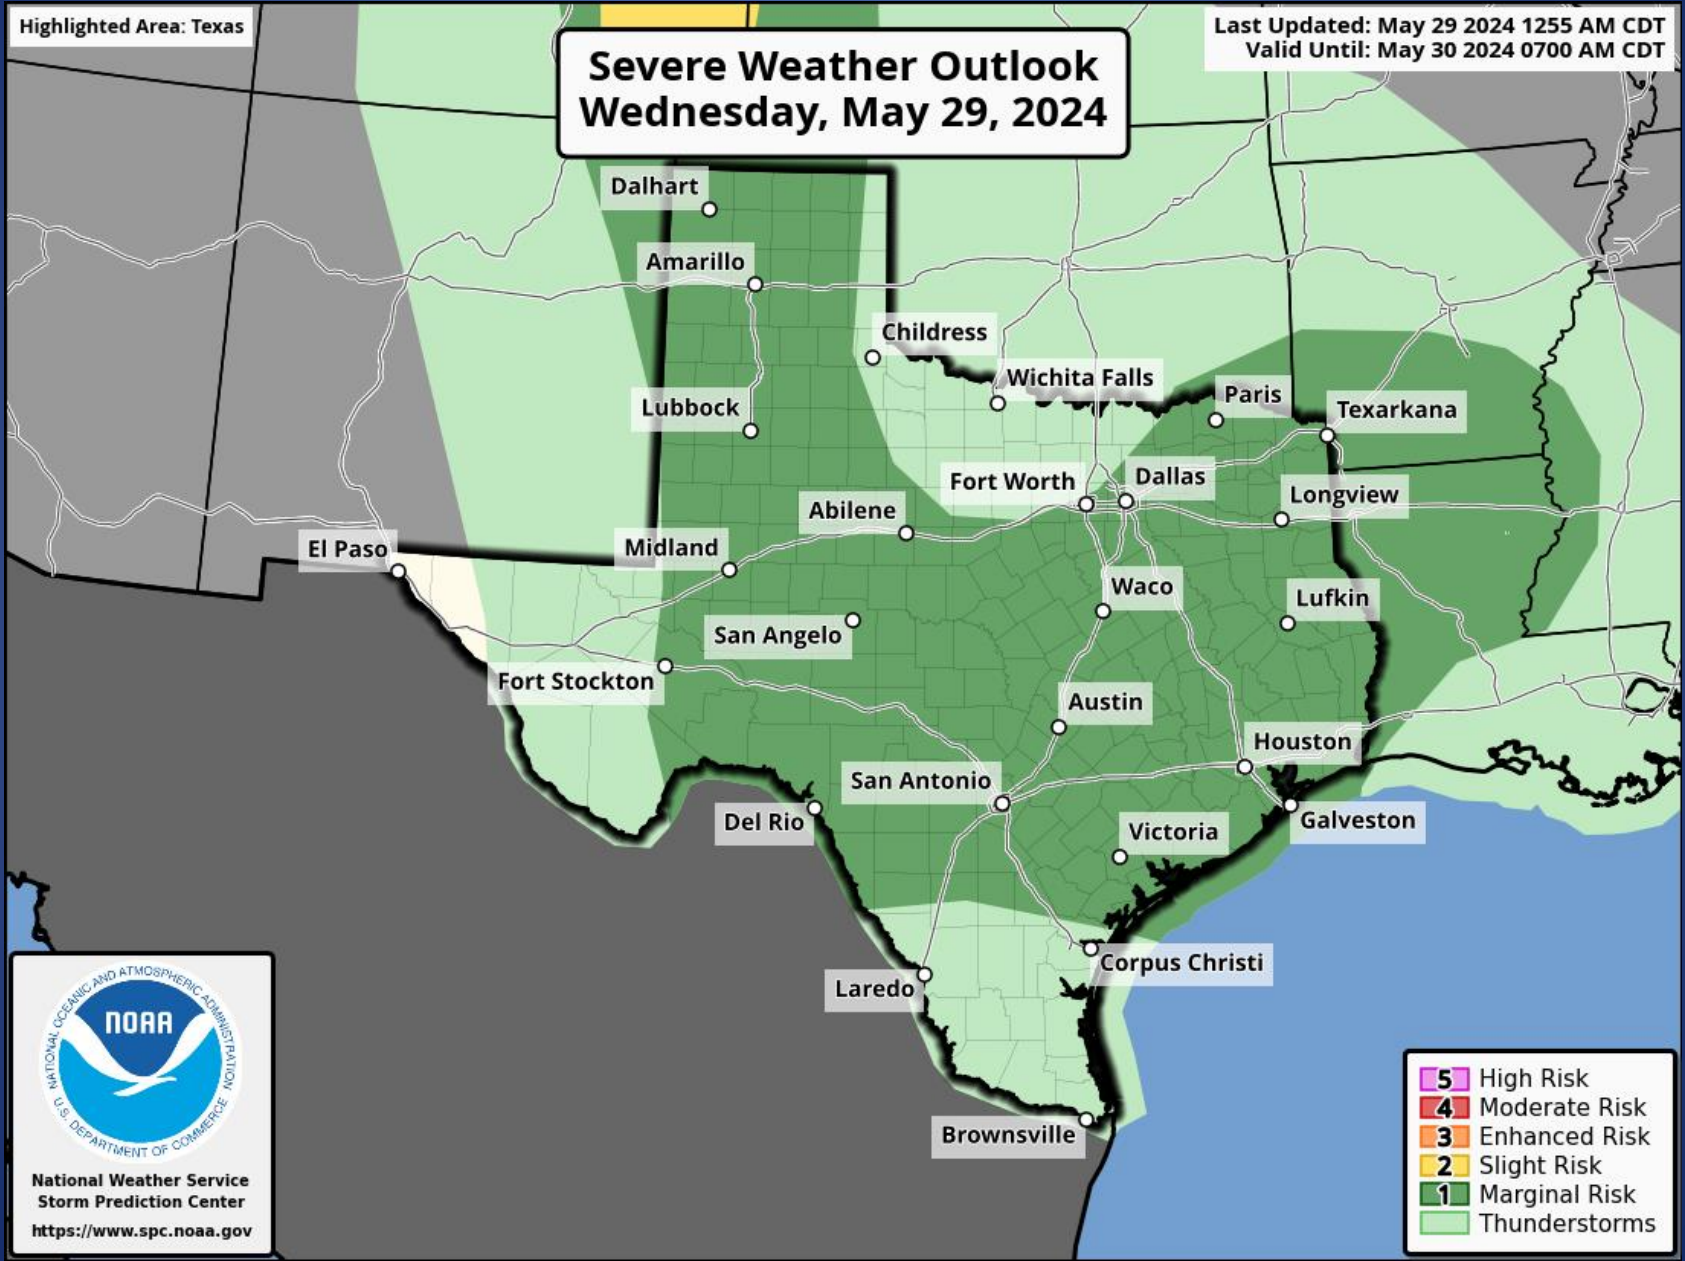 Highlighted Area: Texas
Last Updated: May 29 2024 1255 AM CDT
Valid Until: May 30 2024 0700 AM CDT
Severe Weather Outlook
Wednesday, May 29, 2024
Dalhart
Amarillo
Childress
Wichita Falls
Paris
Lubbock
Texarkana
Fort Worth
Dallas
Longview
Abilene
El Paso
Midland
Waco
Lufkin
San Angelo
Fort Stockton
Austin
Houston
San Antonio
Del Rio
Victoria
Galveston
Corpus Christi
Laredo
Brownsville
NATIONAL OCEANIC AND ATMOSPHERIC ADMINISTRATION
NOAA
U.S. DEPARTMENT OF COMMERCE
National Weather Service
Storm Prediction Center
https://www.spc.noaa.gov
5 High Risk
4 Moderate Risk
3 Enhanced Risk
2 Slight Risk
1 Marginal Risk
Thunderstorms